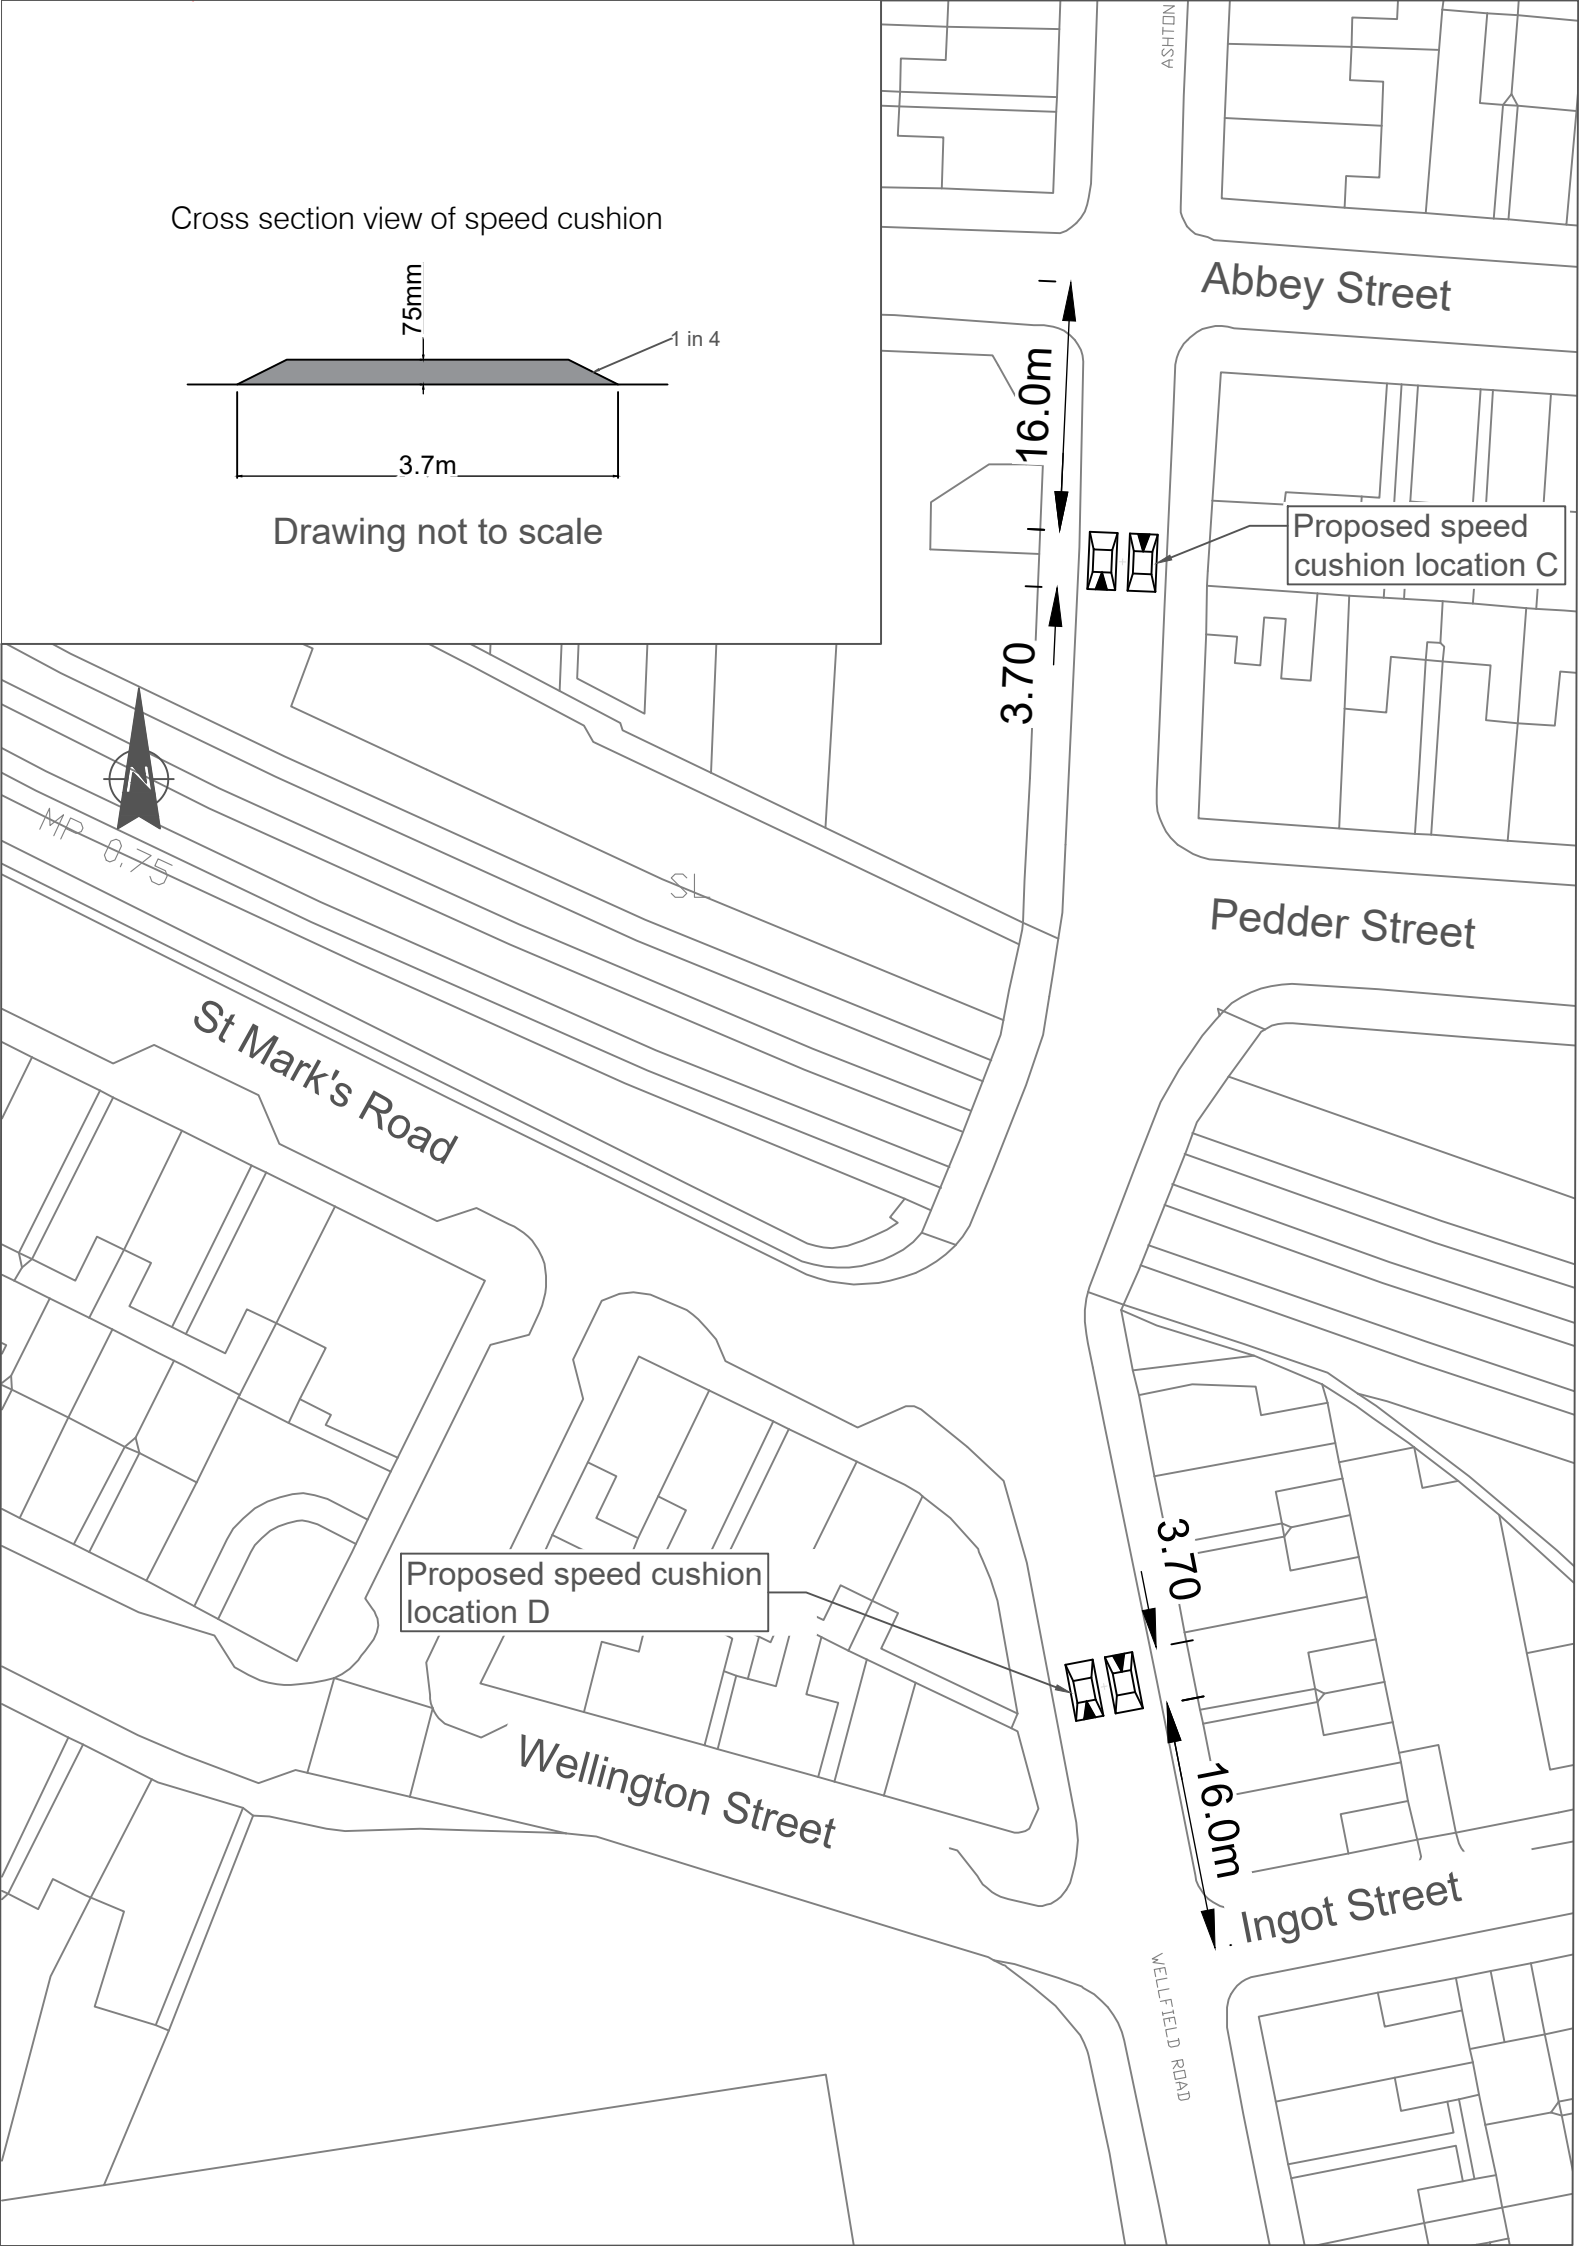 ASHTON
Cross section view of speed cushion
75mm
1 in 4
3.7m
Drawing not to scale
Abbey Street
16.0m
Proposed speed
cushion location C
3.70
N
MP 0.75
SL
Pedder Street
St Mark's Road
3.70
Proposed speed cushion
location D
Wellington Street
16.0m
Ingot Street
WELLFIELD ROAD